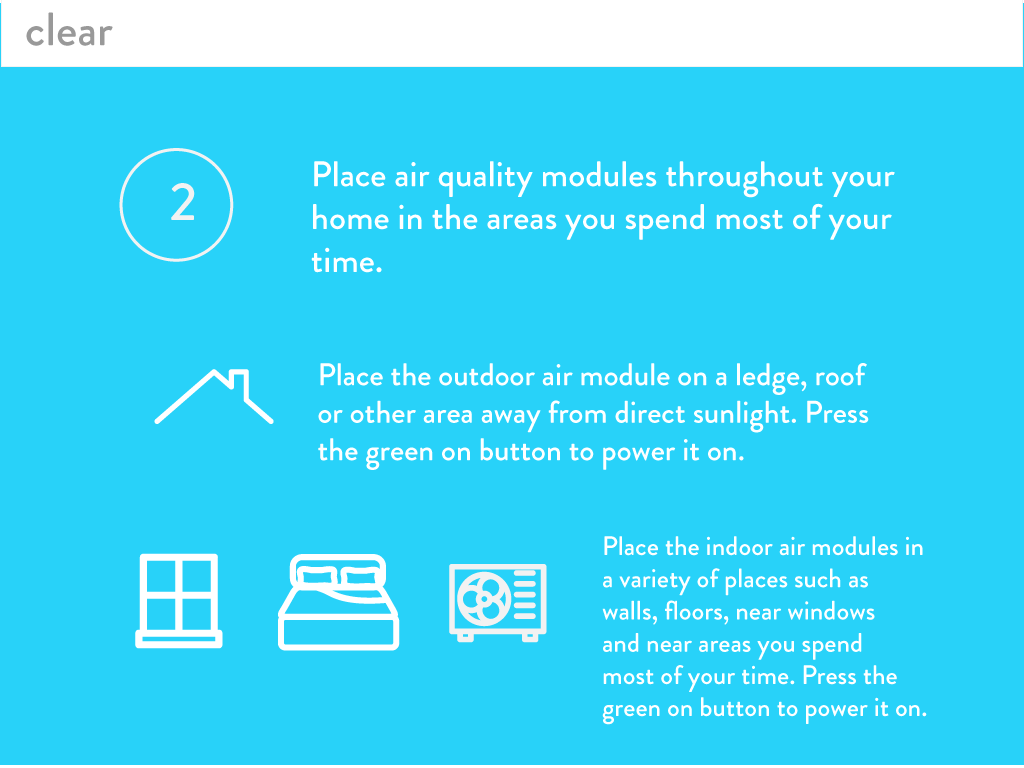 clear
2
Place air quality modules throughout your
home in the areas you spend most of your
time.
Place the outdoor air module on a ledge, roof
or other area away from direct sunlight. Press
the green on button to power it on.
Place the indoor air modules in
a variety of places such as
walls, floors, near windows
and near areas you spend
most of your time. Press the
green on button to power it on.